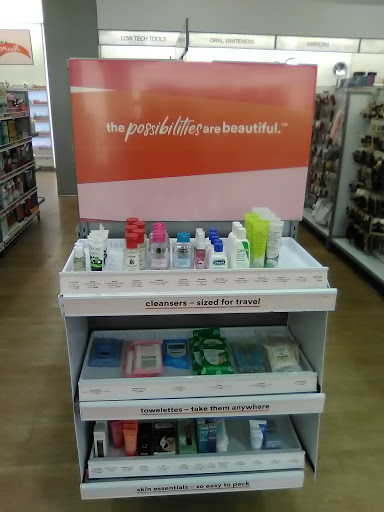 LOW TECH TOOLS
ORAL WHITENERS
MIRRORS
the possibilities are beautiful.™
cleansers – sized for travel
towelettes – take them anywhere
skin essentials – so easy to pack